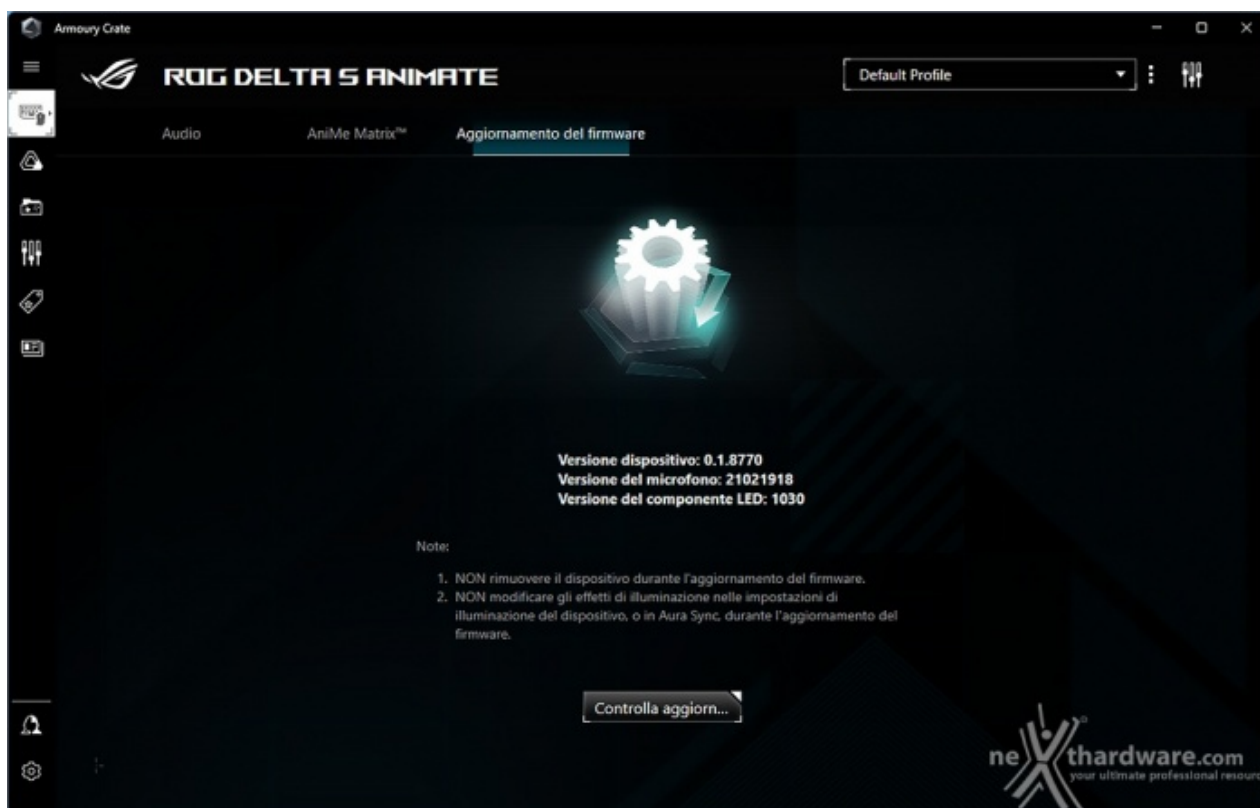 Armoury Crate
ROG DELTA S ANIMATE
Default Profile
Audio
AniMe Matrix™
Aggiornamento del firmware
Versione dispositivo: 0.1.8770
Versione del microfono: 21021918
Versione del componente LED: 1030
Note:
1. NON rimuovere il dispositivo durante l'aggiornamento del firmware.
2. NON modificare gli effetti di illuminazione nelle impostazioni di
illuminazione del dispositivo, o in Aura Sync, durante l'aggiornamento del
firmware.
Controlla aggiorn...
nexthardware.com
your ultimate professional resour